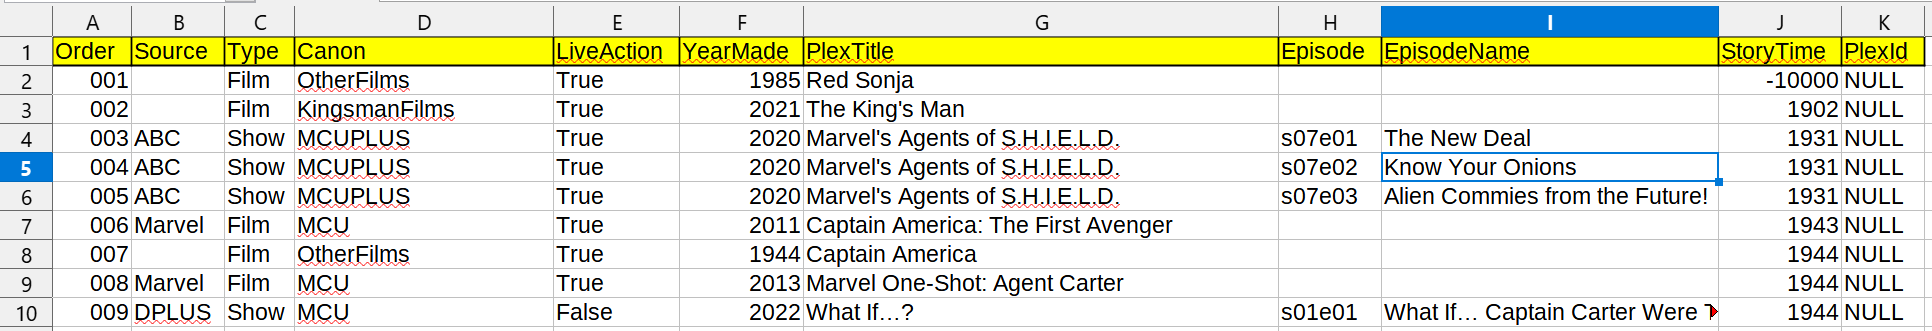 A B C D E F G H I J K
1 Order Source Type Canon LiveAction YearMade PlexTitle Episode EpisodeName StoryTime PlexId
2 001 Film OtherFilms True 1985 Red Sonja -10000 NULL
3 002 Film KingsmanFilms True 2021 The King's Man 1902 NULL
4 003 ABC Show MCUPLUS True 2020 Marvel's Agents of S.H.I.E.L.D. s07e01 The New Deal 1931 NULL
5 004 ABC Show MCUPLUS True 2020 Marvel's Agents of S.H.I.E.L.D. s07e02 Know Your Onions 1931 NULL
6 005 ABC Show MCUPLUS True 2020 Marvel's Agents of S.H.I.E.L.D. s07e03 Alien Commies from the Future! 1931 NULL
7 006 Marvel Film MCU True 2011 Captain America: The First Avenger 1943 NULL
8 007 Film OtherFilms True 1944 Captain America 1944 NULL
9 008 Marvel Film MCU True 2013 Marvel One-Shot: Agent Carter 1944 NULL
10 009 DPLUS Show MCU False 2022 What If…? s01e01 What If… Captain Carter Were 1944 NULL